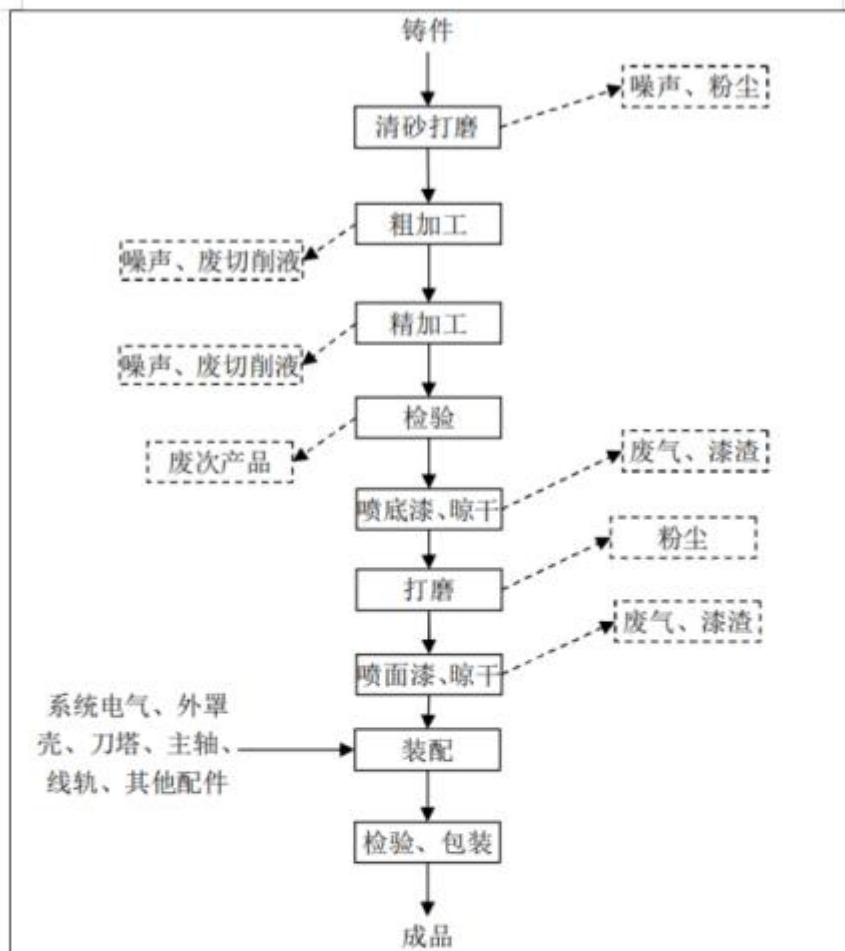 铸件
噪声、粉尘
清砂打磨
粗加工
噪声、废切削液
精加工
噪声、废切削液
检验
废次产品
废气、漆渣
喷底漆、晾干
粉尘
打磨
废气、漆渣
喷面漆、晾干
系统电气、外罩
壳、刀塔、主轴、
线轨、其他配件
装配
检验、包装
成品